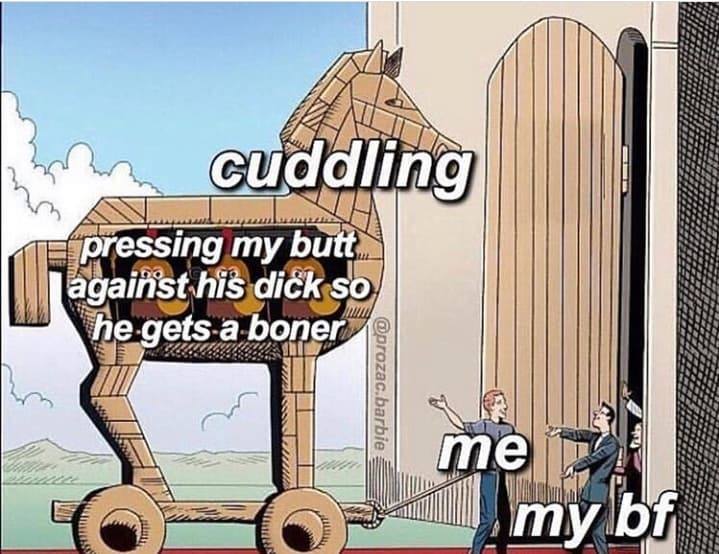 cuddling
pressing my butt
against his dick so
he gets a boner
@prozac.barbie
me
my bf